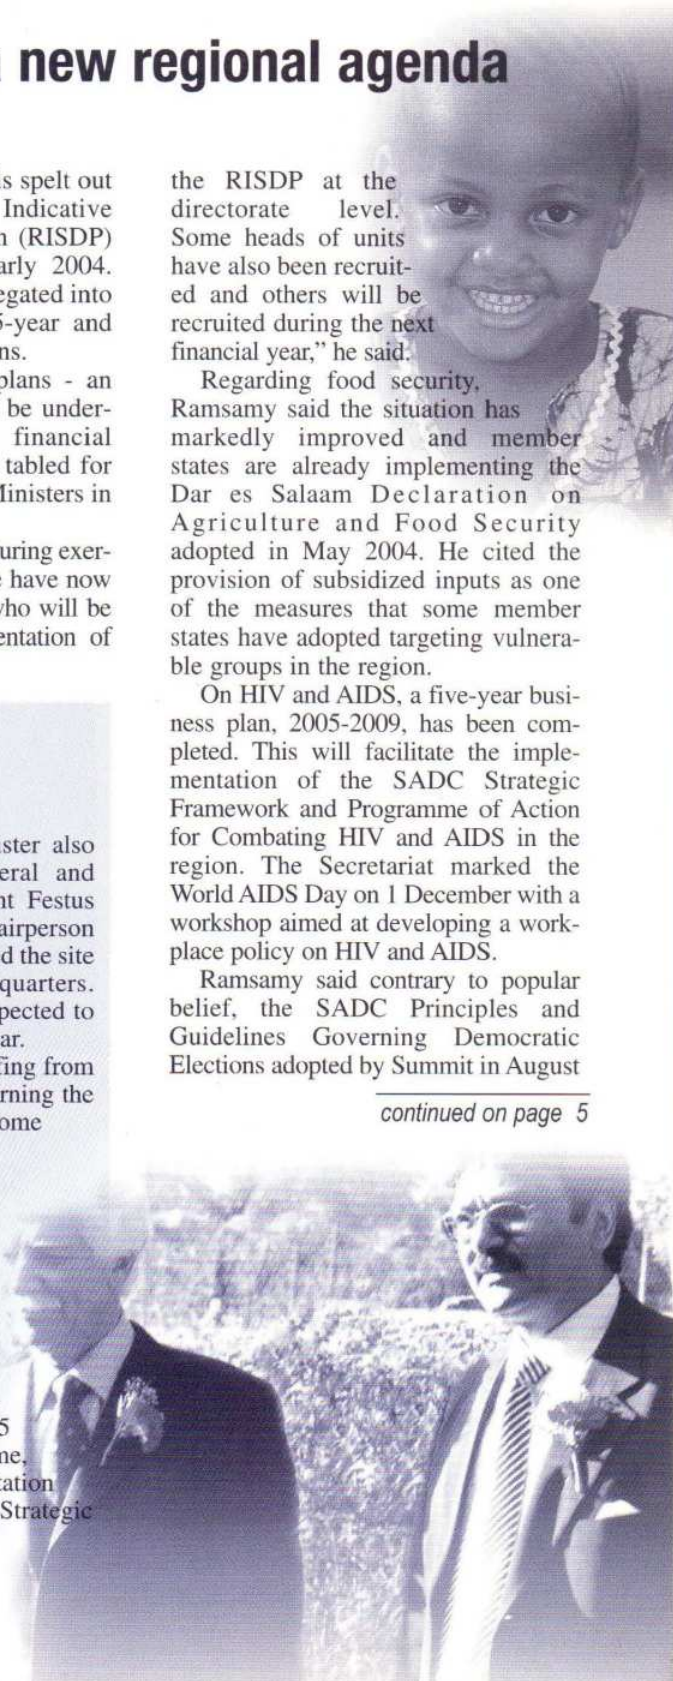 new regional agenda
s spelt out
Indicative
(RISDP)
arly 2004.
egated into
5-year and
ns.
plans - an
be under-
financial
tabled for
Ministers in
uring exer-
have now
who will be
entation of
the RISDP at the
directorate level.
Some heads of units
have also been recruit-
ed and others will be
recruited during the next
financial year,” he said.
Regarding food security,
Ramsamy said the situation has
markedly improved and member
states are already implementing the
Dar es Salaam Declaration on
Agriculture and Food Security
adopted in May 2004. He cited the
provision of subsidized inputs as one
of the measures that some member
states have adopted targeting vulnera-
ble groups in the region.
On HIV and AIDS, a five-year busi-
ness plan, 2005-2009, has been com-
pleted. This will facilitate the imple-
mentation of the SADC Strategic
Framework and Programme of Action
for Combating HIV and AIDS in the
region. The Secretariat marked the
World AIDS Day on 1 December with a
workshop aimed at developing a work-
place policy on HIV and AIDS.
Ramsamy said contrary to popular
belief, the SADC Principles and
Guidelines Governing Democratic
Elections adopted by Summit in August
continued on page 5
ster also
eral and
nt Festus
airperson
d the site
quarters.
pected to
ar.
fing from
rning the
ome
5
me,
tation
Strategic